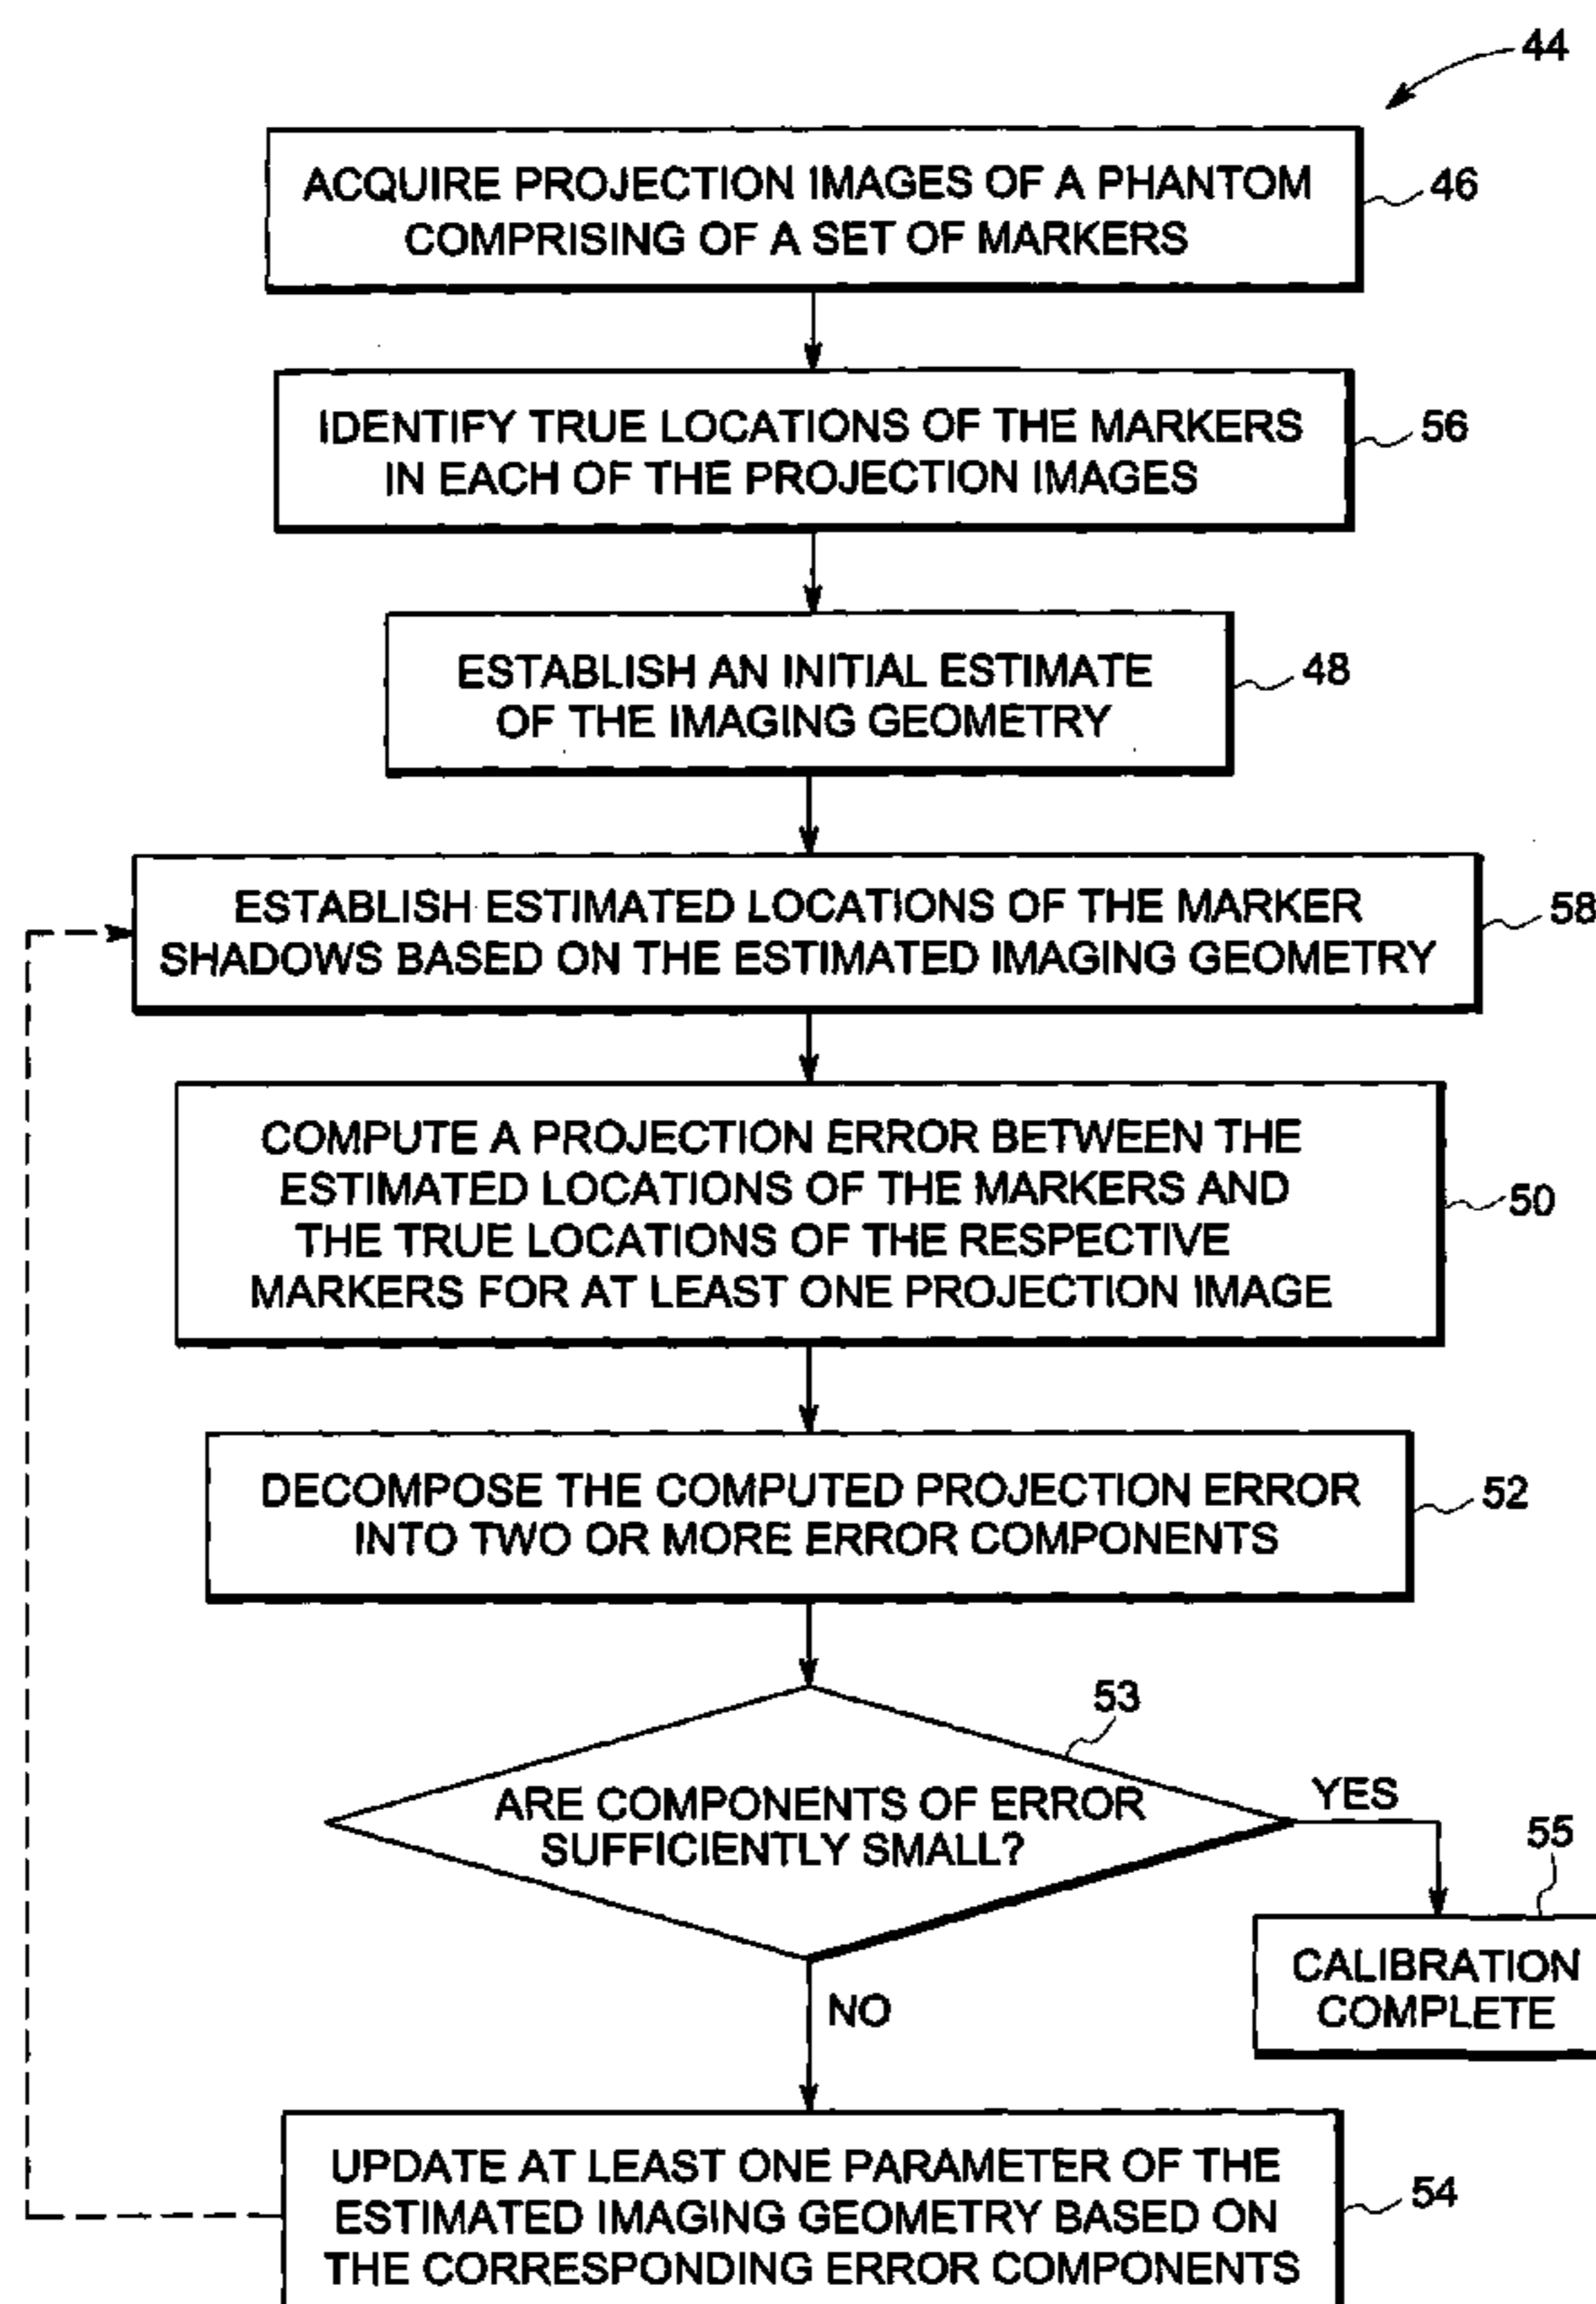 44
ACQUIRE PROJECTION IMAGES OF A PHANTOM
COMPRISING OF A SET OF MARKERS
46
IDENTIFY TRUE LOCATIONS OF THE MARKERS
IN EACH OF THE PROJECTION IMAGES
56
ESTABLISH AN INITIAL ESTIMATE
OF THE IMAGING GEOMETRY
48
ESTABLISH ESTIMATED LOCATIONS OF THE MARKER
SHADOWS BASED ON THE ESTIMATED IMAGING GEOMETRY
58
COMPUTE A PROJECTION ERROR BETWEEN THE
ESTIMATED LOCATIONS OF THE MARKERS AND
THE TRUE LOCATIONS OF THE RESPECTIVE
MARKERS FOR AT LEAST ONE PROJECTION IMAGE
50
DECOMPOSE THE COMPUTED PROJECTION ERROR
INTO TWO OR MORE ERROR COMPONENTS
52
53
ARE COMPONENTS OF ERROR
SUFFICIENTLY SMALL?
YES
55
CALIBRATION
COMPLETE
NO
UPDATE AT LEAST ONE PARAMETER OF THE
ESTIMATED IMAGING GEOMETRY BASED ON
THE CORRESPONDING ERROR COMPONENTS
54